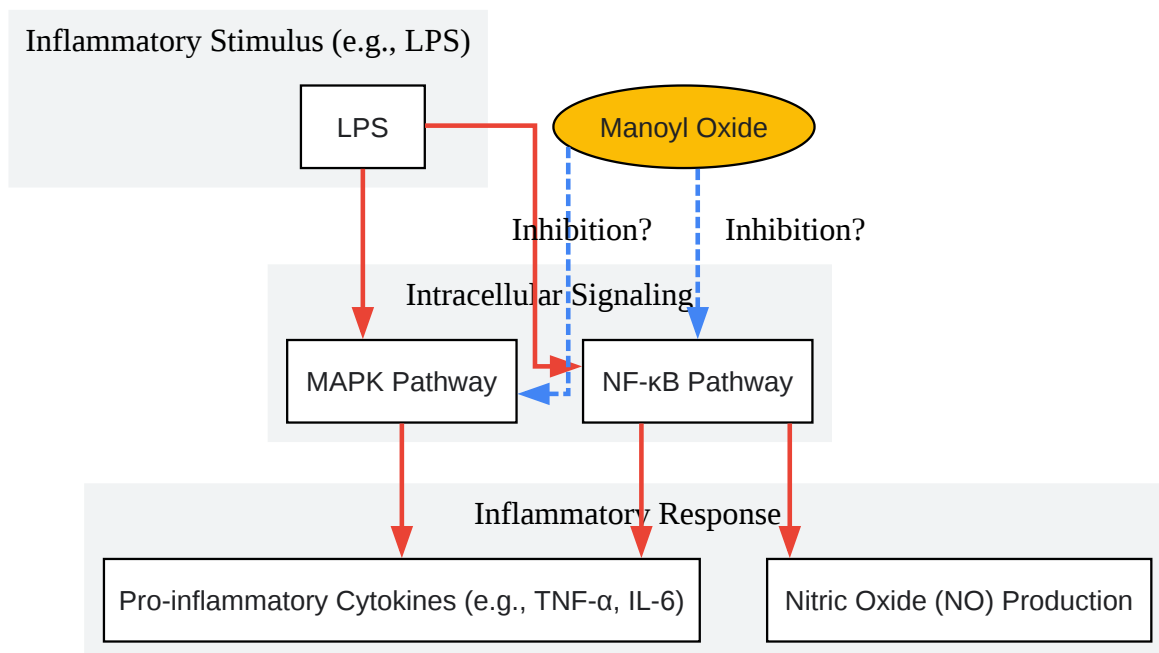 Inflammatory Stimulus (e.g., LPS)
LPS
Manoyl Oxide
Inhibition?
Inhibition?
Intracellular Signaling
MAPK Pathway
NF-κB Pathway
Inflammatory Response
Pro-inflammatory Cytokines (e.g., TNF-α, IL-6)
Nitric Oxide (NO) Production